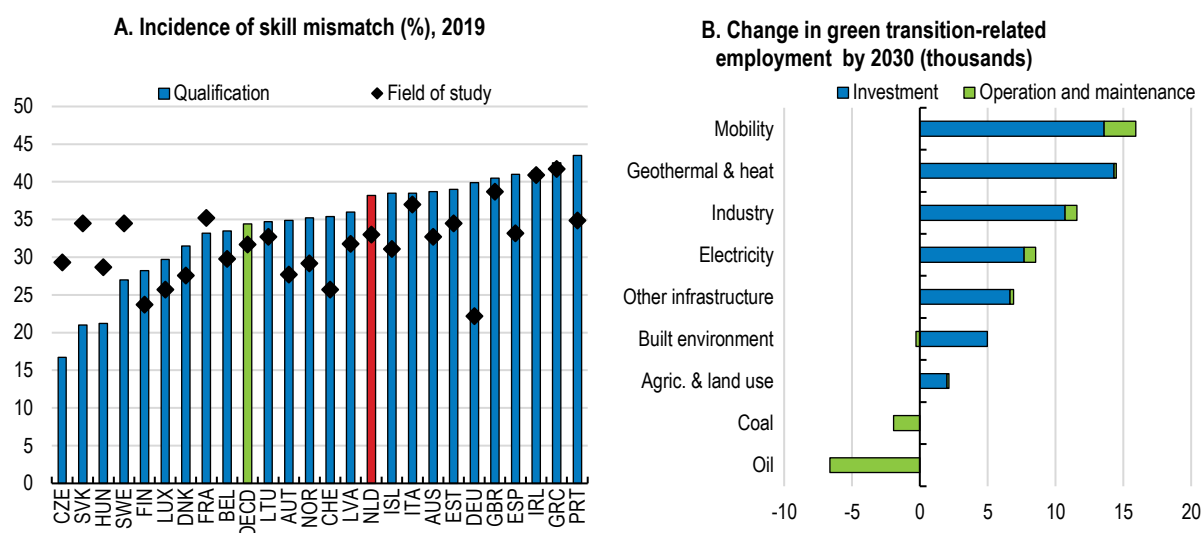 A. Incidence of skill mismatch (%), 2019
Qualification
Field of study
50
45
40
35
30
25
20
15
10
5
0
CZE
SVK
HUN
SWE
FIN
LUX
DNK
FRA
BEL
OECD
LTU
AUT
NOR
CHE
LVA
NLD
ISL
ITA
AUS
EST
DEU
GBR
ESP
IRL
GRC
PRT
B. Change in green transition-related
employment by 2030 (thousands)
Investment
Operation and maintenance
Mobility
Geothermal & heat
Industry
Electricity
Other infrastructure
Built environment
Agric. & land use
Coal
Oil
-10
-5
0
5
10
15
20